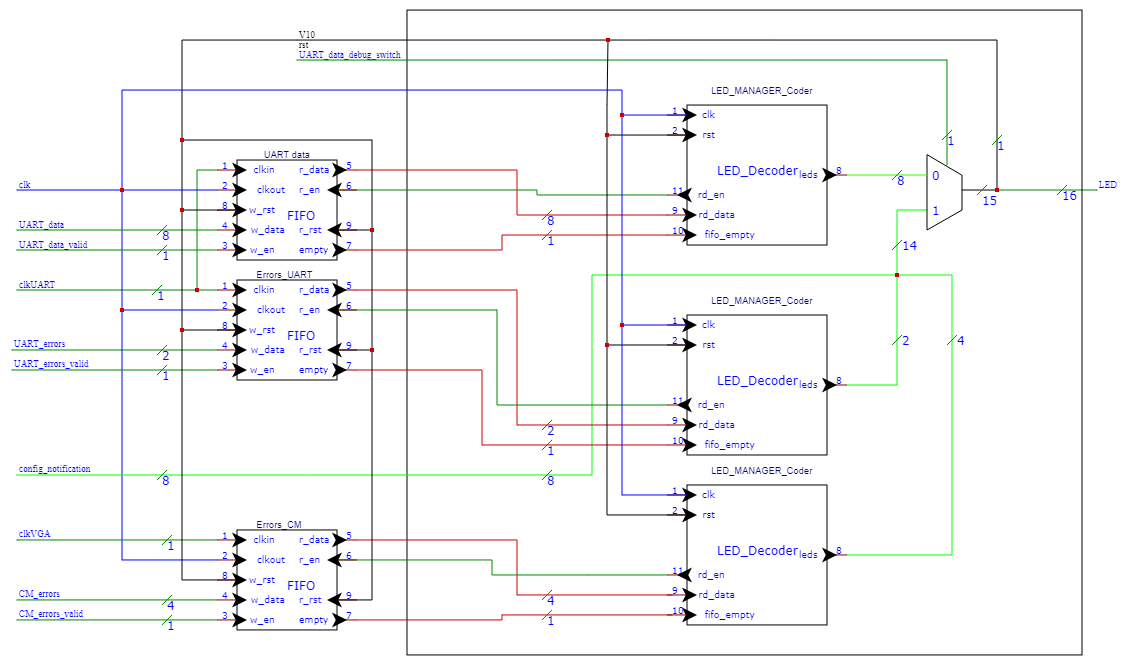 V10
rst
UART_data_debug_switch
LED_MANAGER_Coder
1 clk
2 rst
LED_Decoder leds 8
11 rd_en
9 rd_data
10 fifo_empty
8
1
1
1
0
1
8
15
16
LED
14
UART data
1 clkin r_data 5
2 clkout r_en 6
8 w_rst
FIFO
4 w_data r_rst 9
3 w_en empty 7
clk
UART_data
8
UART_data_valid
1
clkUART
1
Errors_UART
1 clkin r_data 5
2 clkout r_en 6
8 w_rst
FIFO
4 w_data r_rst 9
3 w_en empty 7
UART_errors
2
UART_errors_valid
1
LED_MANAGER_Coder
1 clk
2 rst
LED_Decoder leds 8
11 rd_en
9 rd_data
10 fifo_empty
2
1
2
4
config_notification
8
8
LED_MANAGER_Coder
1 clk
2 rst
LED_Decoder leds 8
11 rd_en
9 rd_data
10 fifo_empty
4
1
Errors_CM
1 clkin r_data 5
2 clkout r_en 6
8 w_rst
FIFO
4 w_data r_rst 9
3 w_en empty 7
clkVGA
1
CM_errors
4
CM_errors_valid
1